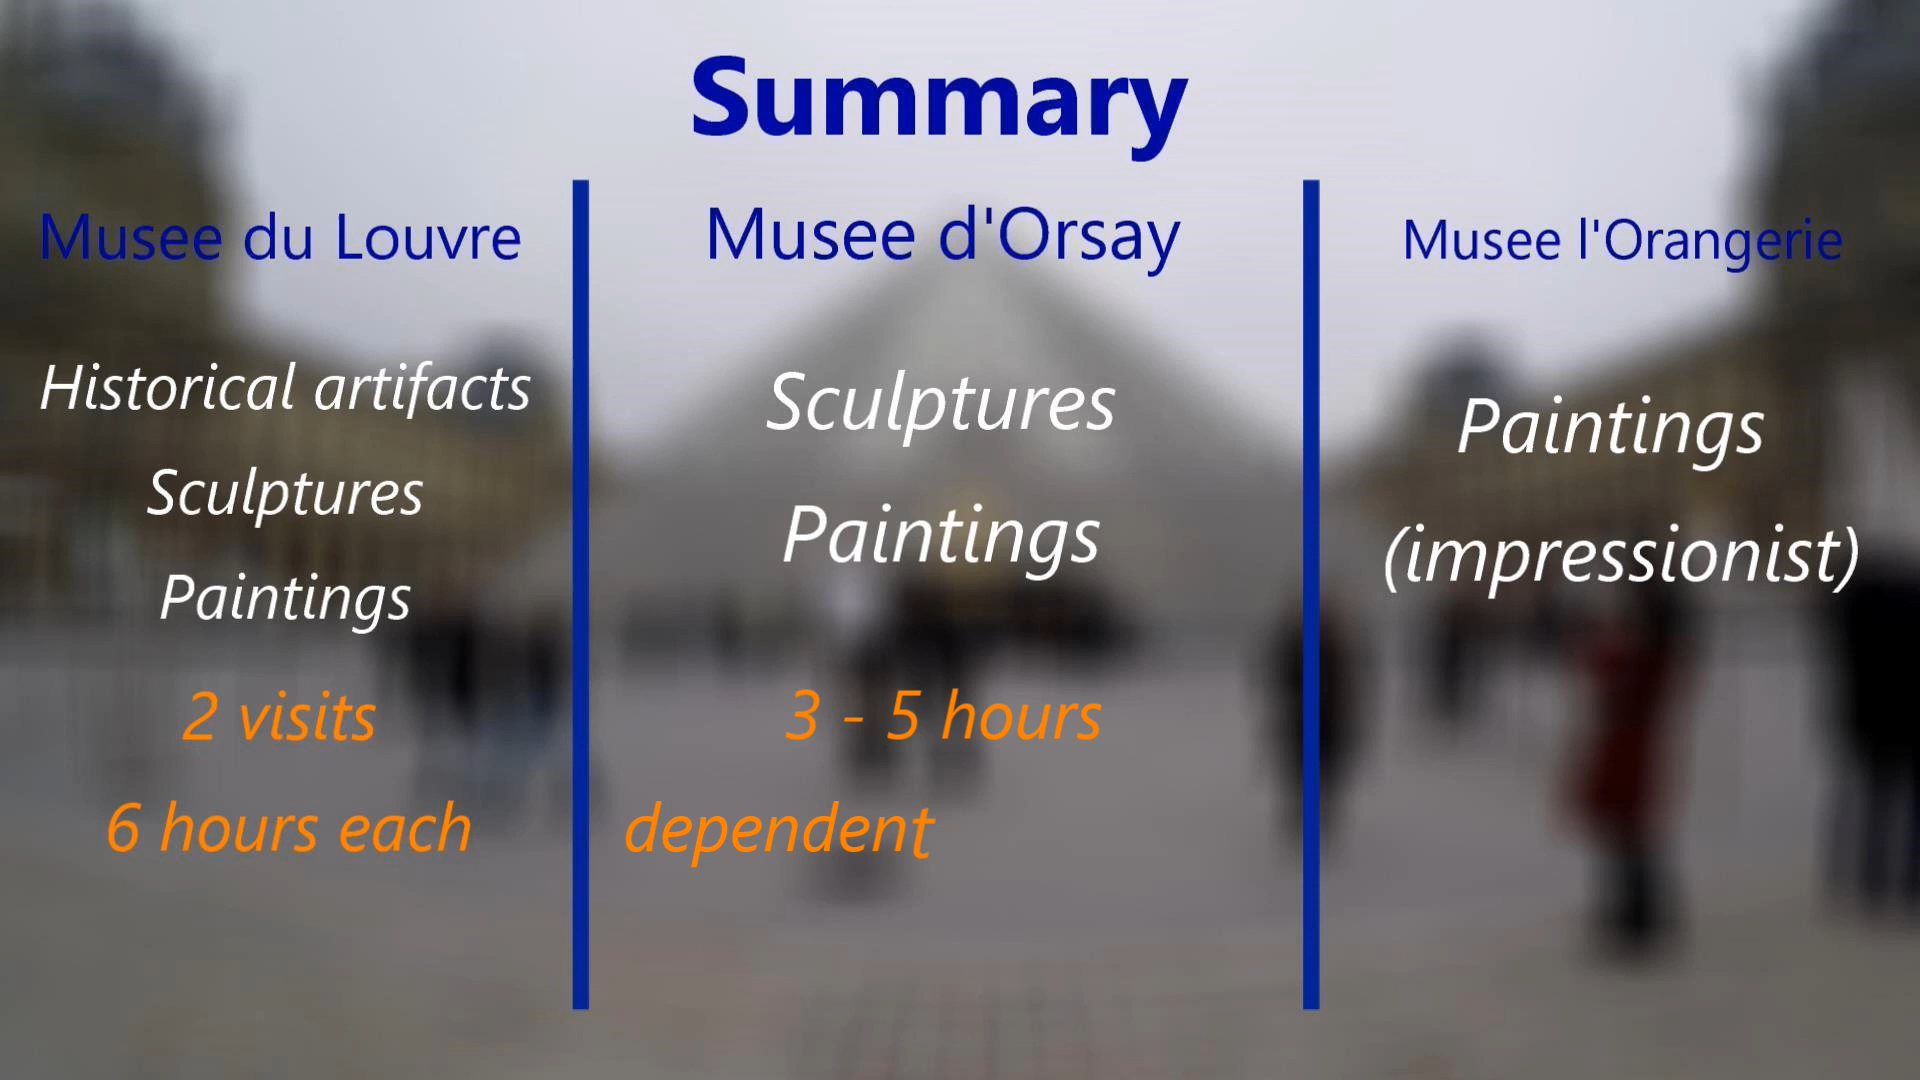 Summary
Musee du Louvre
Historical artifacts
Sculptures
Paintings
2 visits
6 hours each
Musee d'Orsay
Sculptures
Paintings
3 - 5 hours
dependent
Musee l'Orangerie
Paintings
(impressionist)